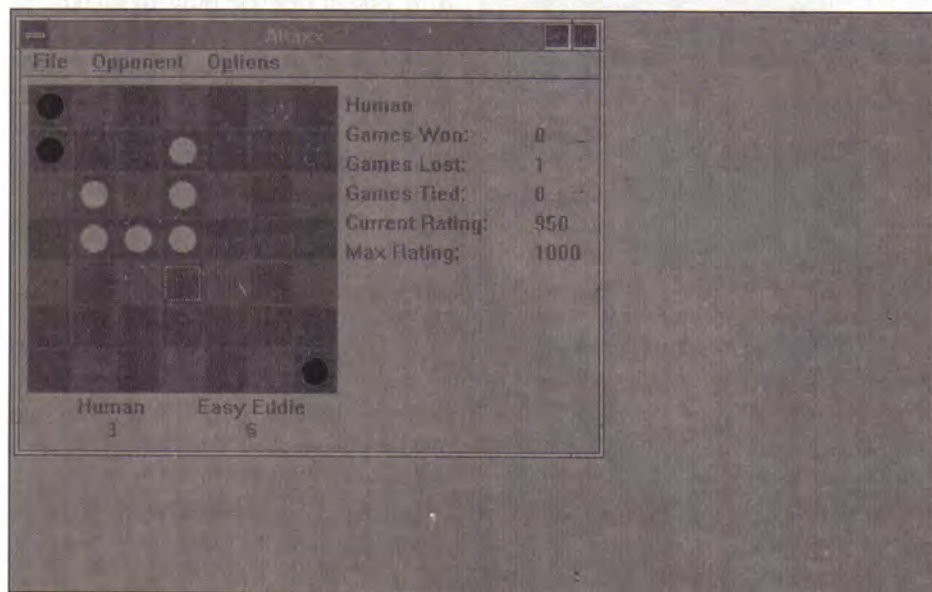 Attaxx
File Opponent Options
Human
Games Won: 0
Games Lost: 1
Games Tied: 0
Current Rating: 950
Max Rating: 1000
Human Easy Eddie
3 6